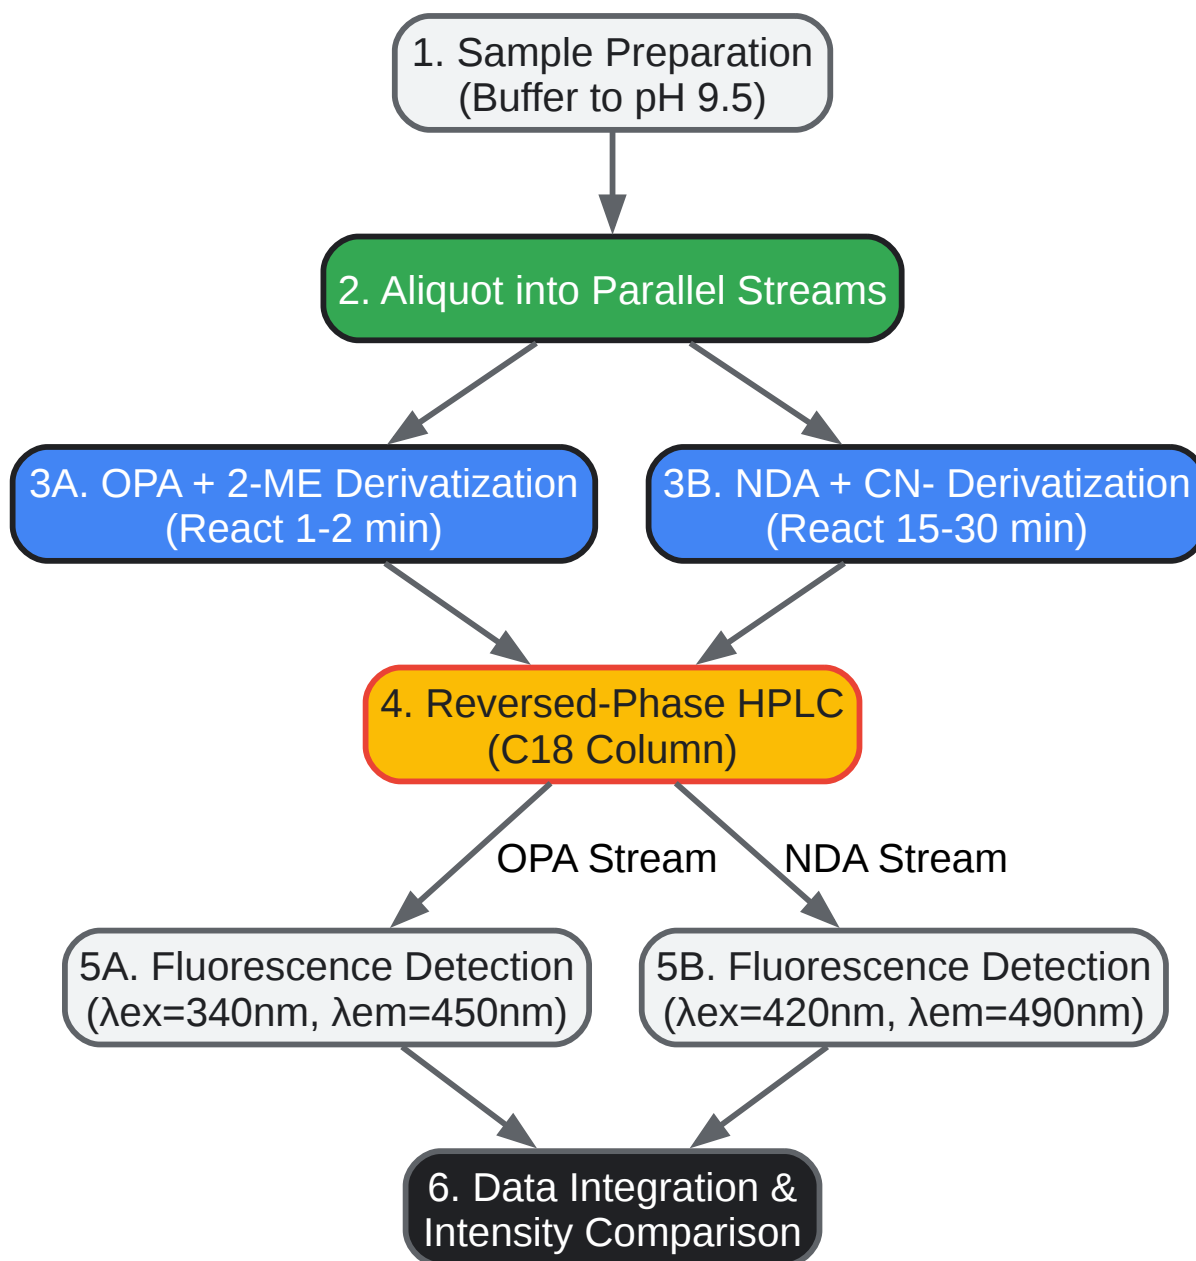 1. Sample Preparation
(Buffer to pH 9.5)
2. Aliquot into Parallel Streams
3A. OPA + 2-ME Derivatization
(React 1-2 min)
3B. NDA + CN- Derivatization
(React 15-30 min)
4. Reversed-Phase HPLC
(C18 Column)
OPA Stream
NDA Stream
5A. Fluorescence Detection
(λex=340nm, λem=450nm)
5B. Fluorescence Detection
(λex=420nm, λem=490nm)
6. Data Integration &
Intensity Comparison